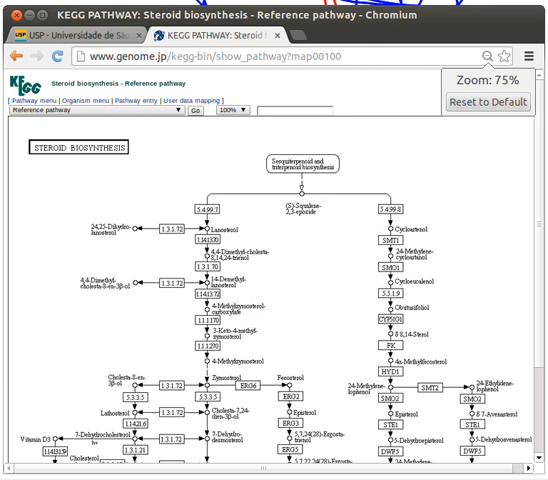 KEGG PATHWAY: Steroid biosynthesis - Reference pathway - Chromium
USP - Universidade de São
KEGG PATHWAY: Steroid b
www.genome.jp/kegg-bin/show_pathway?map00100
Zoom: 75%
Reset to Default
KEGG
Steroid biosynthesis - Reference pathway
[ Pathway menu | Organism menu | Pathway entry | User data mapping ]
Reference pathway
Go
100%
STEROID BIOSYNTHESIS
Sesquiterpenoid and
triterpenoid biosynthesis
(S)-Squalene-
2,3-epoxide
5.4.99.7
5.4.99.8
24,25-Dihydro-
lanosterol
1.3.1.72
Lanosterol
Cycloartenol
1.14.13.70
SMT1
4,4-Dimethyl-cholesta-
8,14,24-trienol
24-Methylene-
cycloartanol
1.3.1.70
SMO1
4,4-Dimethyl-
cholesta-8-en-3β-ol
1.3.1.72
14-Demethyl-
lanosterol
Cycloeucalenol
1.14.13.72
5.5.1.9
4-Methylzymosterol-
carboxylate
Obtusifoliol
1.1.1.170
CYP51G1
3-Keto-4-methyl-
zymosterol
δ 8,14-Sterol
1.1.1.270
FK
4-Methylzymosterol
4α-Methylfecosterol
HYD1
Cholesta-8-en-
3β-ol
1.3.1.72
Zymosterol
ERG6
Fecosterol
24-Methylene-
lophenol
SMT2
24-Ethylidene-
lophenol
5.3.3.5
5.3.3.5
ERG2
SMO2
SMO2
Lathosterol
1.3.1.72
Cholesta-7,24-
dien-3β-ol
Episterol
Episterol
δ 7-Avenasterol
1.14.21.6
ERG3
STE1
STE1
Vitamin D3
7-Dehydrocholesterol
1.3.1.72
7-Dehydro-
desmosterol
5,7,24(28)-Ergosta-
trienol
5-Dehydroepisterol
5-Dehydroavenasterol
1.3.1.21
ERG5
DWF5
DWF5
Cholesterol
5,7,22,24(28)-
24-Methylene-